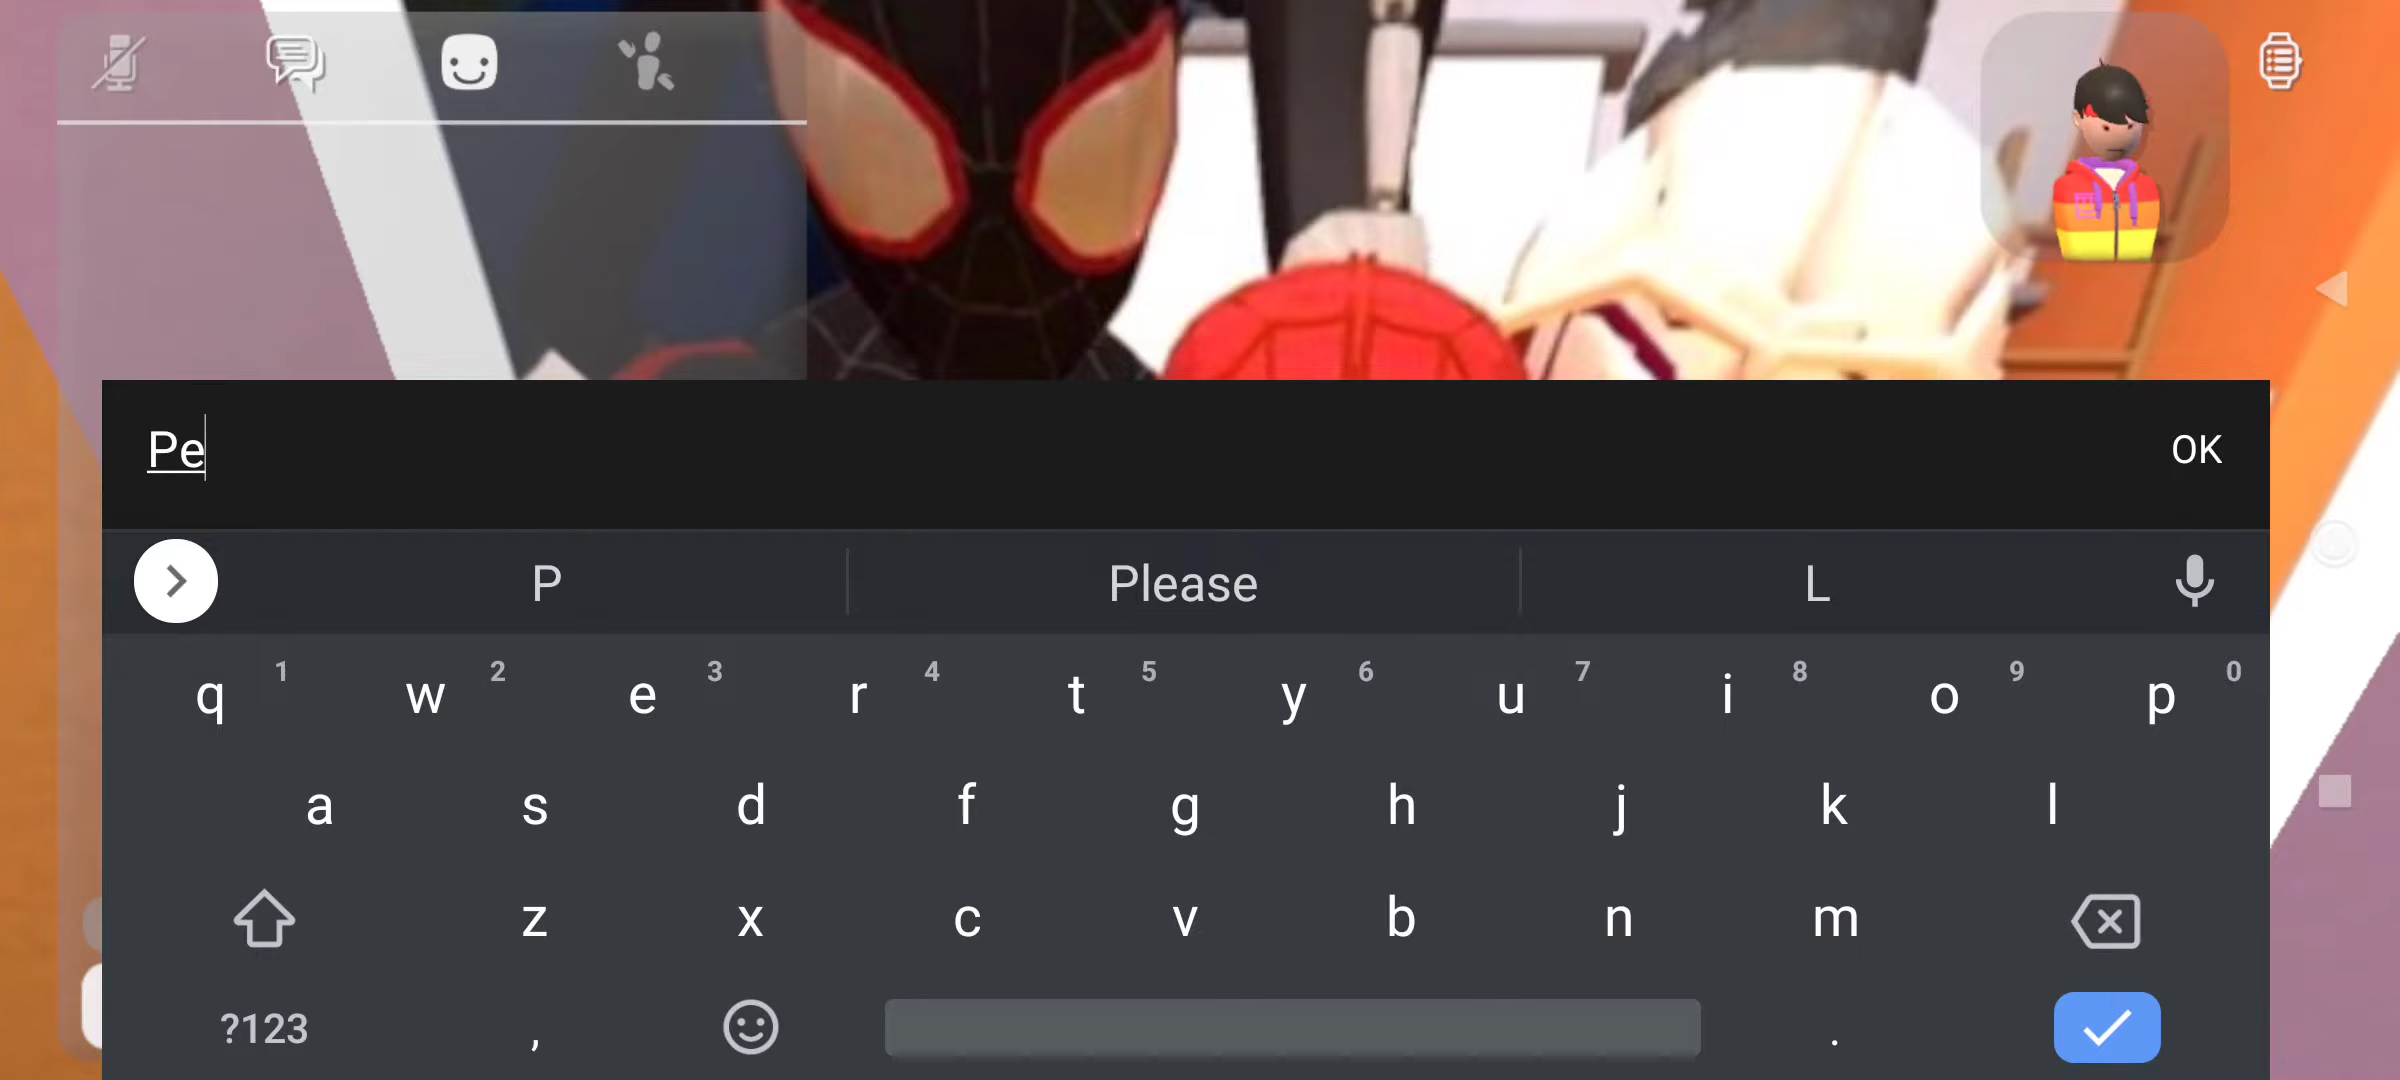 Pe
OK
P Please L
q 1 w 2 e 3 r 4 t 5 y 6 u 7 i 8 o 9 p 0
a s d f g h j k l
z x c v b n m
?123 , .